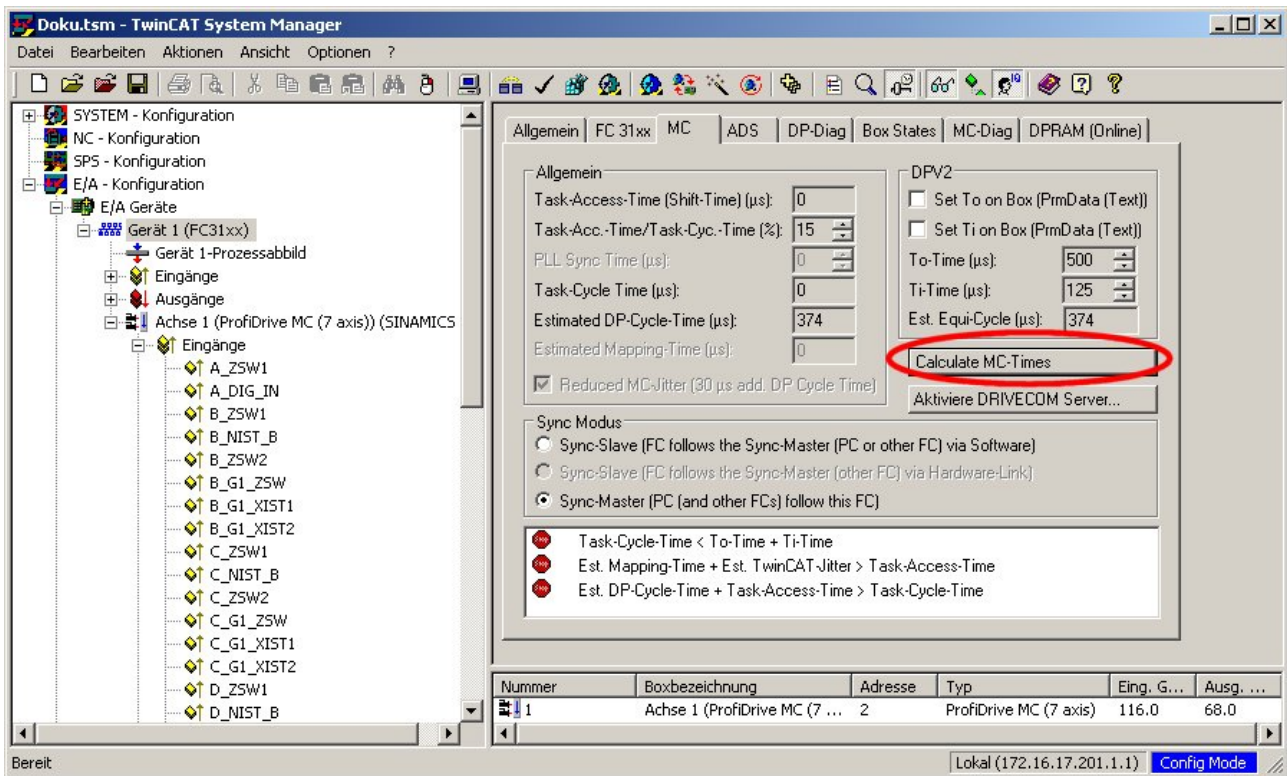 Doku.tsm - TwinCAT System Manager
Datei Bearbeiten Aktionen Ansicht Optionen ?
SYSTEM - Konfiguration
NC - Konfiguration
SPS - Konfiguration
E/A - Konfiguration
E/A Geräte
Gerät 1 (FC31xx)
Gerät 1-Prozessabbild
Eingänge
Ausgänge
Achse 1 (ProfiDrive MC (7 axis)) (SINAMICS
Eingänge
A_ZSW1
A_DIG_IN
B_ZSW1
B_NIST_B
B_ZSW2
B_G1_ZSW
B_G1_XIST1
B_G1_XIST2
C_ZSW1
C_NIST_B
C_ZSW2
C_G1_ZSW
C_G1_XIST1
C_G1_XIST2
D_ZSW1
D_NIST_B
Allgemein FC 31xx MC ADS DP-Diag Box States MC-Diag DPRAM (Online)
Allgemein
Task-Access-Time (Shift-Time) (µs): 0
Task-Acc.-Time/Task-Cyc.-Time (%): 15
PLL Sync Time (µs): 0
Task-Cycle Time (µs): 0
Estimated DP-Cycle-Time (µs): 374
Estimated Mapping-Time (µs): 0
Reduced MC-Jitter (30 µs add. DP Cycle Time)
DPV2
Set To on Box (PrmData (Text))
Set Ti on Box (PrmData (Text))
To-Time (µs): 500
Ti-Time (µs): 125
Est. Equi-Cycle (µs): 374
Calculate MC-Times
Aktiviere DRIVECOM Server...
Sync Modus
Sync-Slave (FC follows the Sync-Master (PC or other FC) via Software)
Sync-Slave (FC follows the Sync-Master (other FC) via Hardware-Link)
Sync-Master (PC (and other FCs) follow this FC)
Task-Cycle-Time < To-Time + Ti-Time
Est. Mapping-Time + Est. TwinCAT-Jitter > Task-Access-Time
Est. DP-Cycle-Time + Task-Access-Time > Task-Cycle-Time
Nummer Boxbezeichnung Adresse Typ Eing. G... Ausg. ...
1 Achse 1 (ProfiDrive MC (7 ... 2 ProfiDrive MC (7 axis) 116.0 68.0
Bereit
Lokal (172.16.17.201.1.1) Config Mode